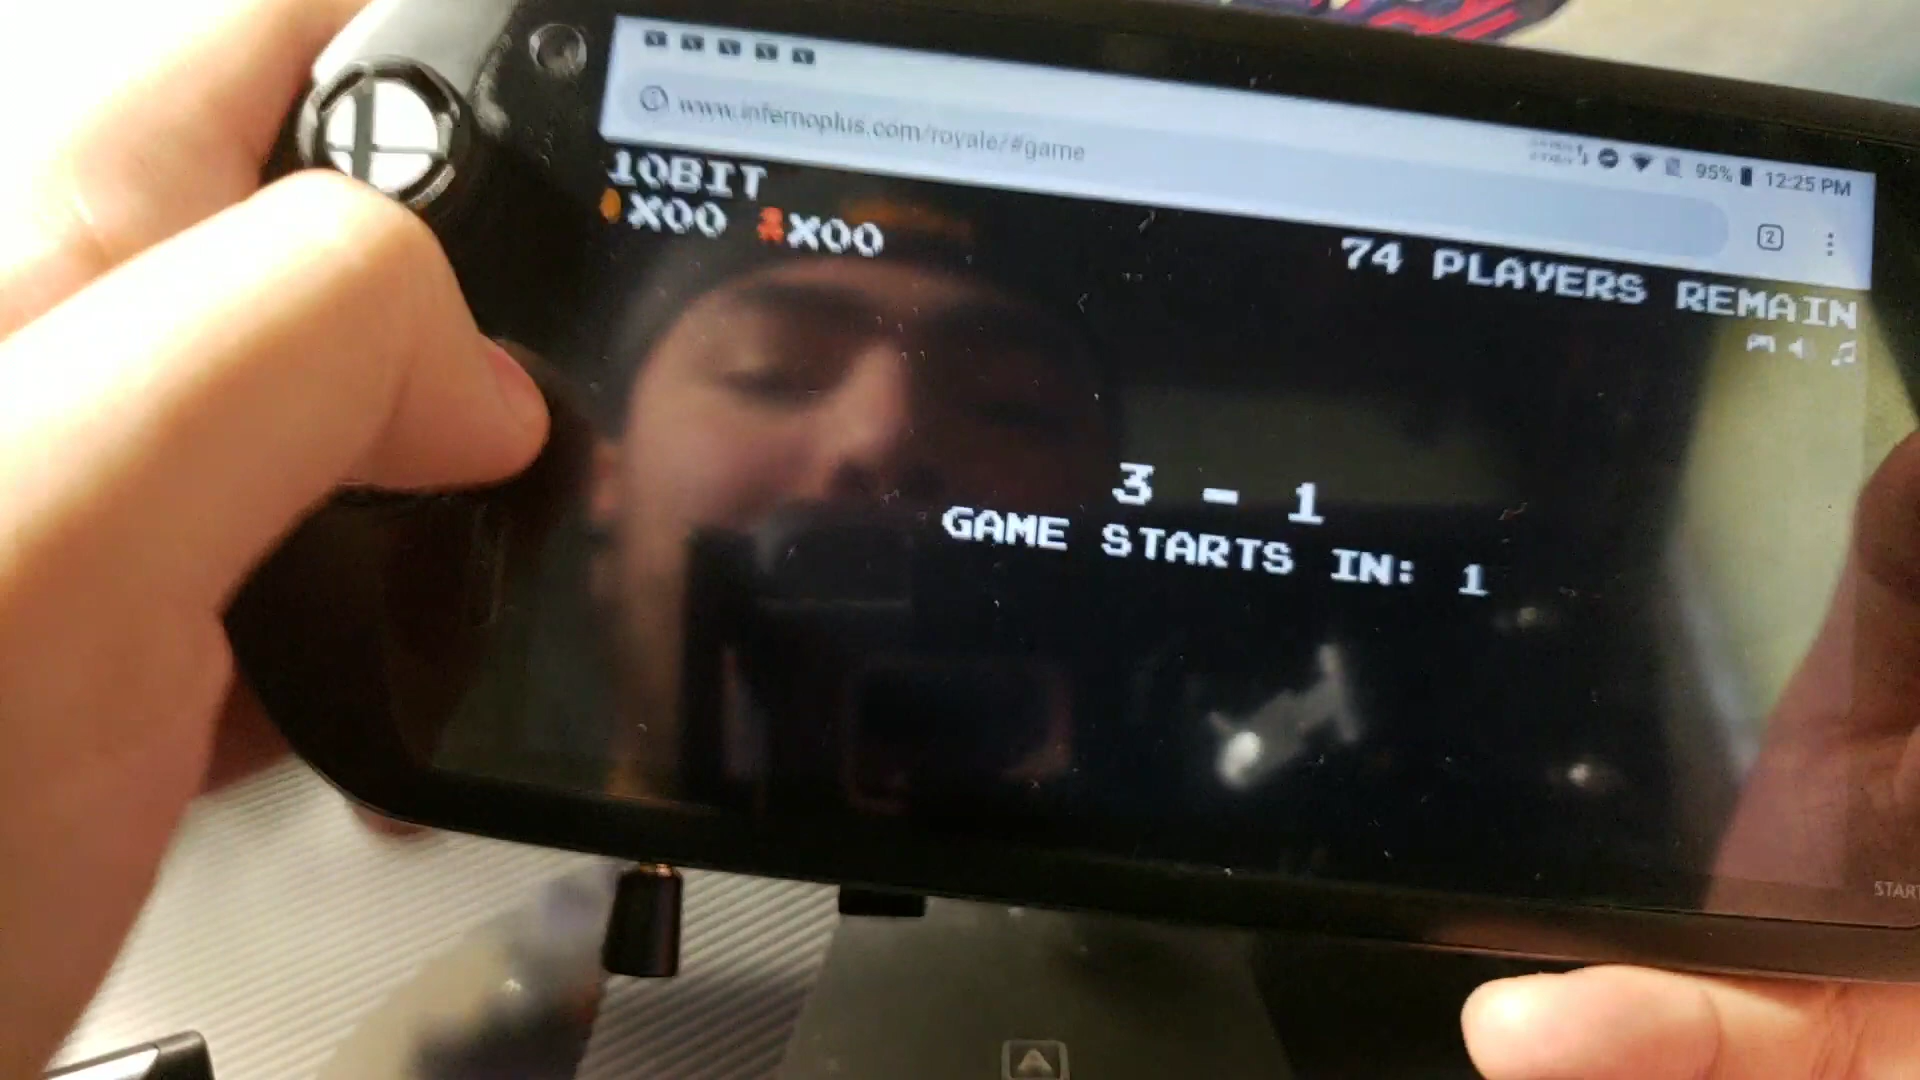 www.infernoplus.com/royale/#game
95% 12:25 PM
2
10BIT
X00 X00
74 PLAYERS REMAIN
3 - 1
GAME STARTS IN: 1
START